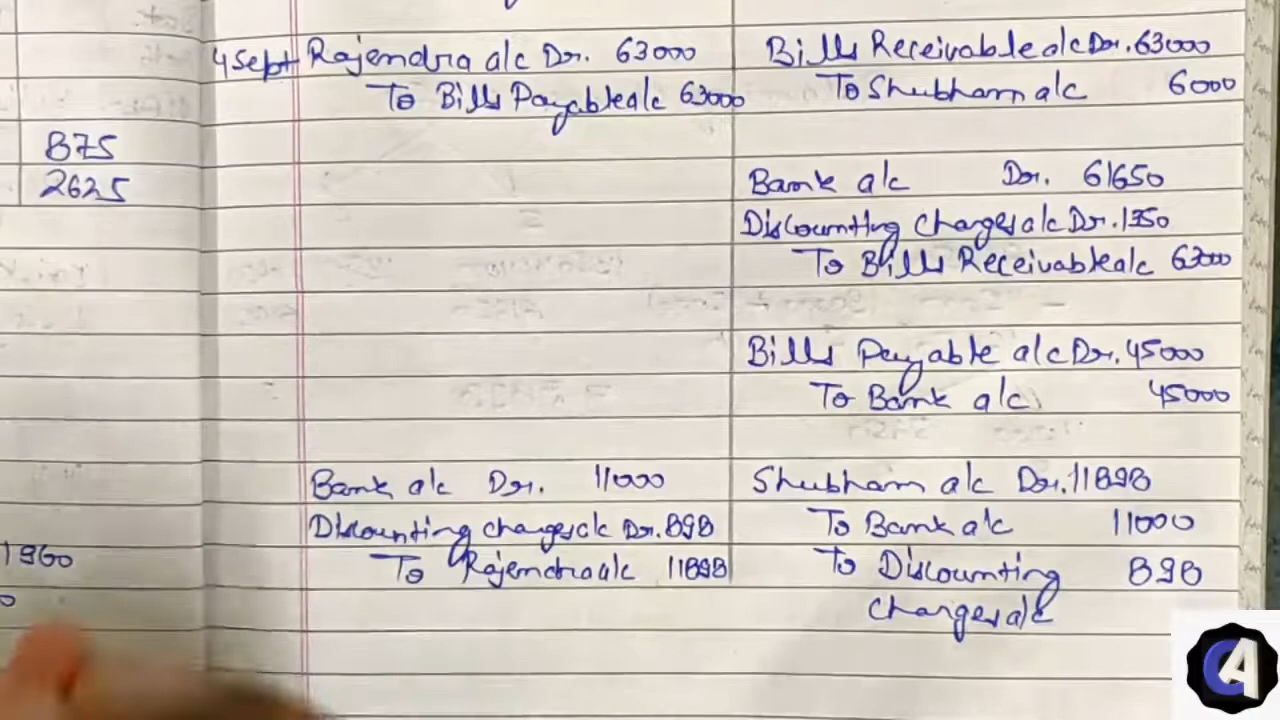 4 Sept Rajendra a/c Dr. 63000
To Bills Payable a/c 63000
Bank a/c Dr. 11000
Discounting charges a/c Dr. 898
To Rajendra a/c 11898
Bills Receivable a/c Dr. 63000
To Shubham a/c 6000
Bank a/c Dr. 61650
Discounting charges a/c Dr. 1350
To Bills Receivable a/c 63000
Bills Payable a/c Dr. 45000
To Bank a/c 45000
Shubham a/c Dr. 11898
To Bank a/c 11000
To Discounting 898
Charges a/c
875
2625
1960
CA